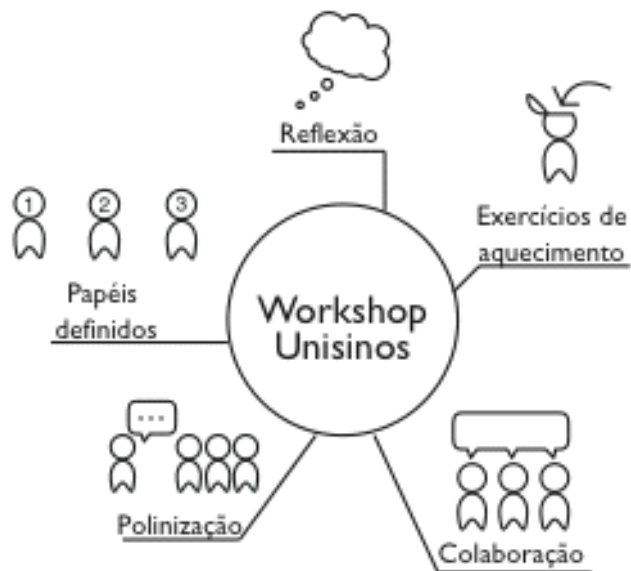 Reflexão
Exercícios de
aquecimento
1 2 3
Papéis
definidos
Workshop
Unisinos
...
Polinização
Colaboração